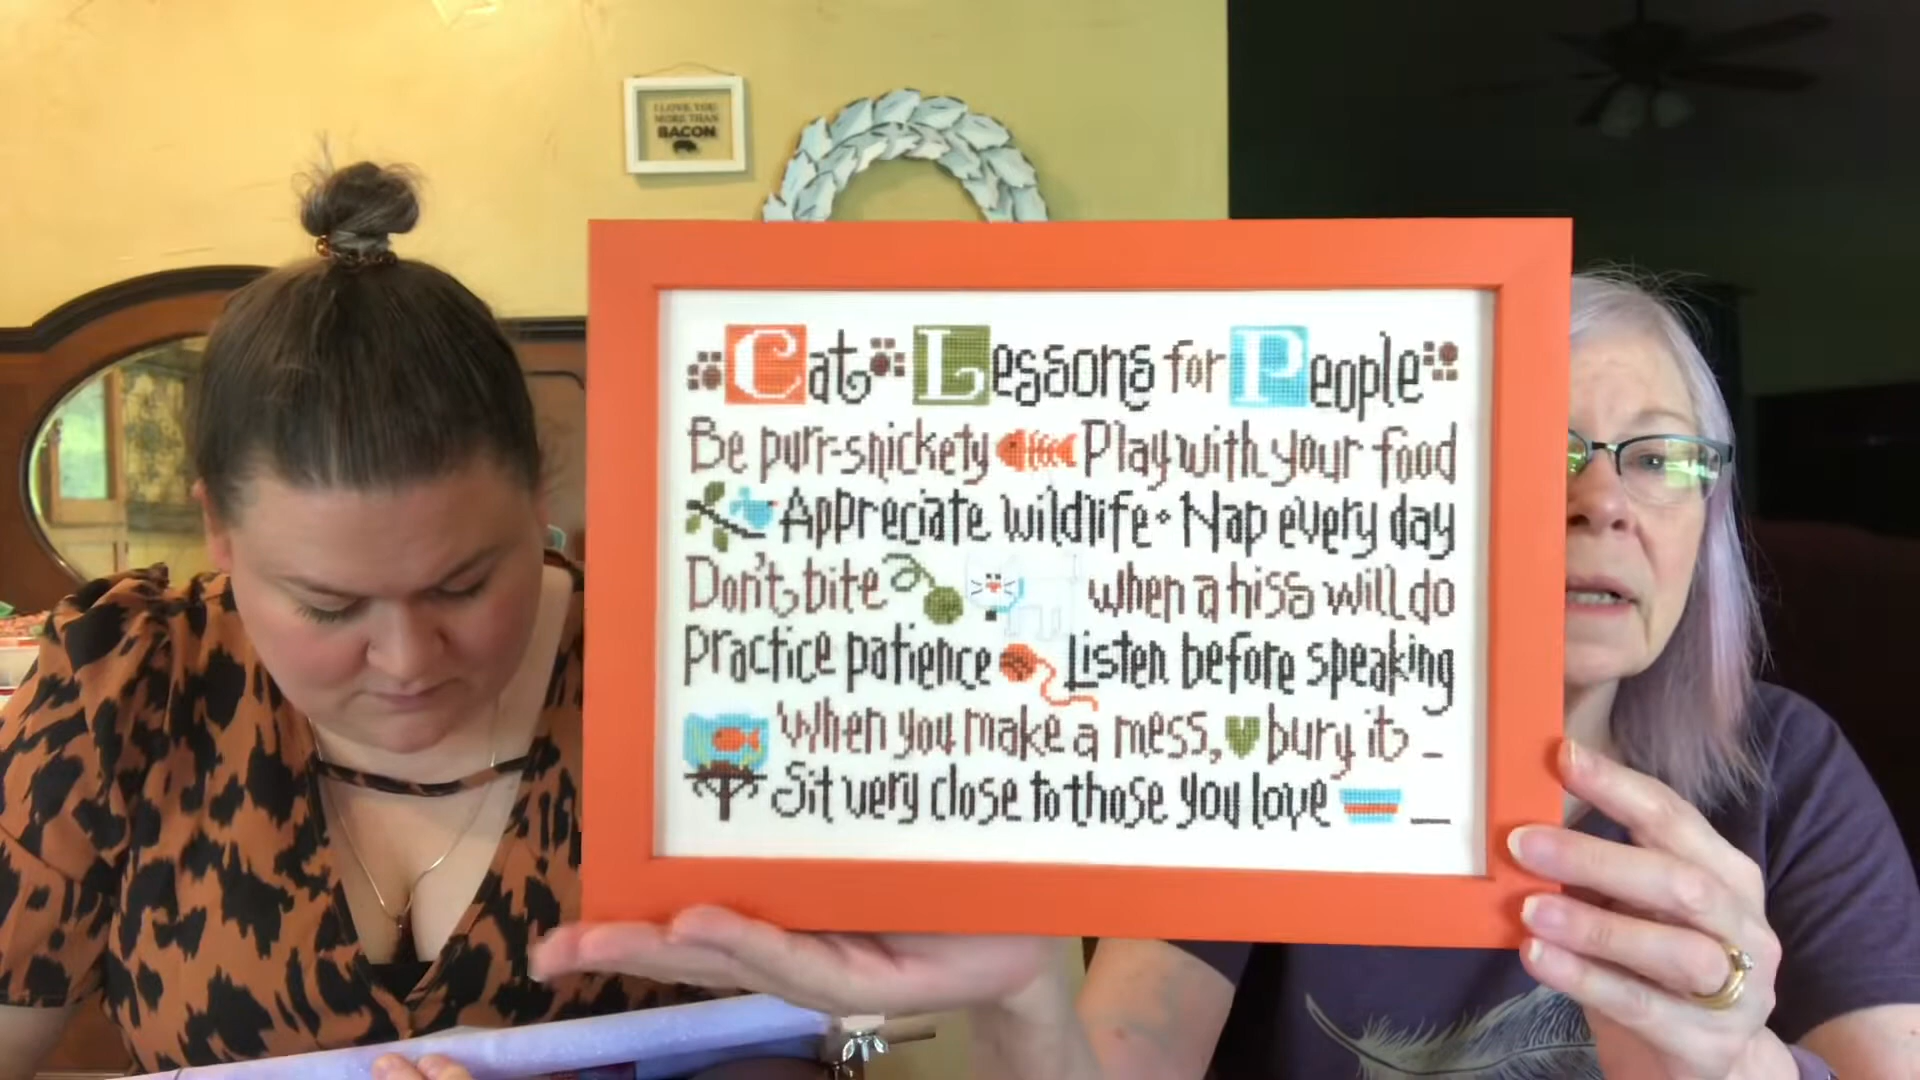 I LOVE YOU
MORE THAN
BACON
Cat Lessons for People
Be purr-snickety Play with your food
Appreciate wildlife • Nap every day
Don't bite when a hiss will do
Practice patience Listen before speaking
When you make a mess, bury it
Sit very close to those you love